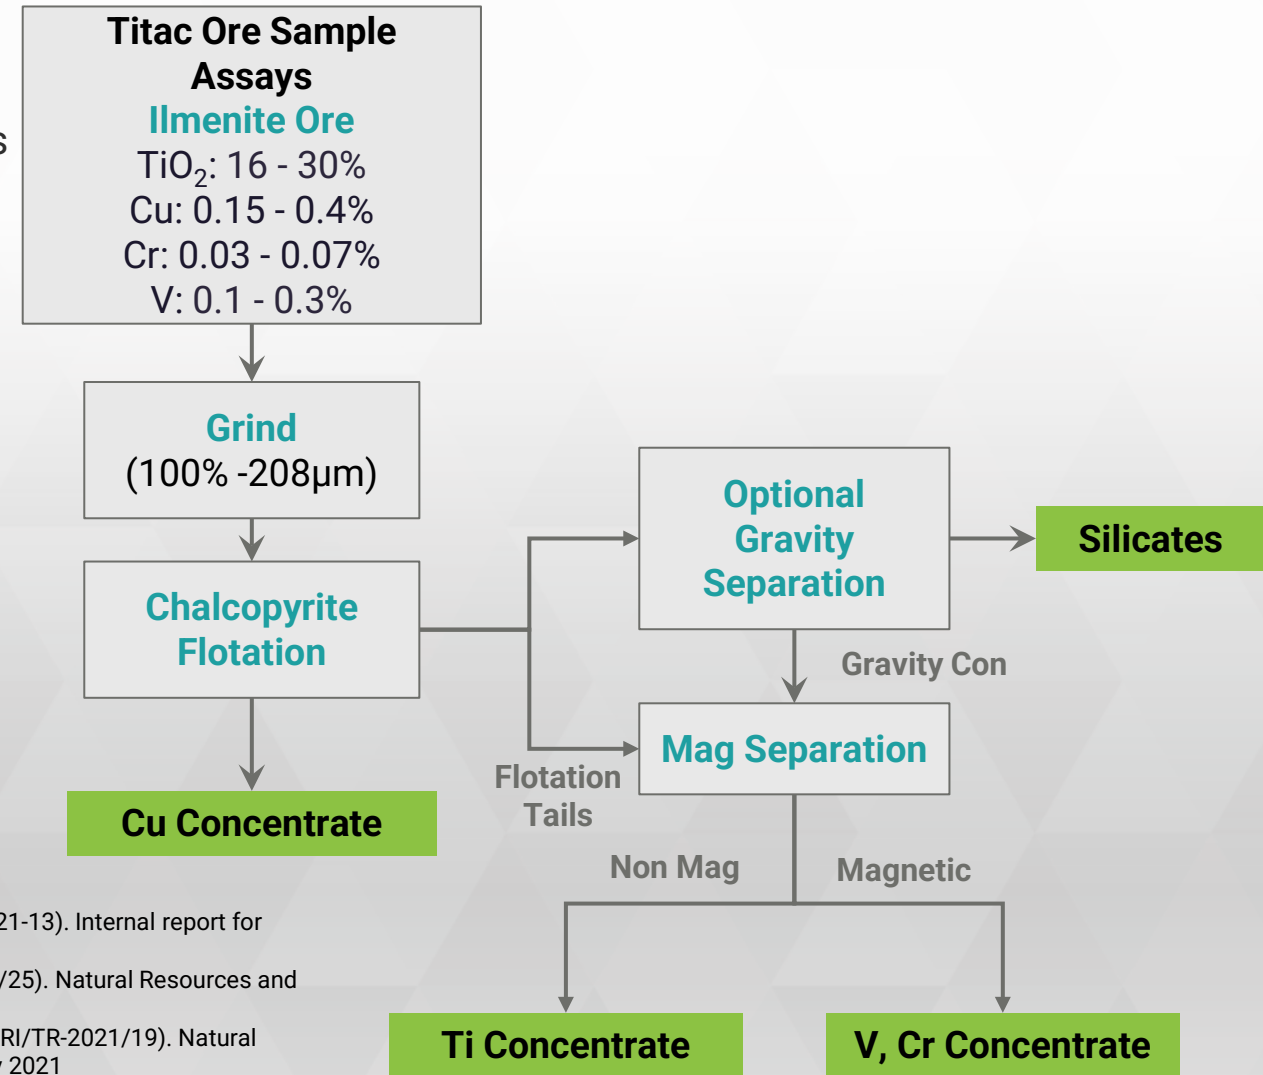 Titac Ore Sample
Assays
Ilmenite Ore
s
TiO₂: 16 - 30%
Cu: 0.15 - 0.4%
Cr: 0.03 - 0.07%
V: 0.1 - 0.3%
Grind
(100% -208µm)
Chalcopyrite
Flotation
Optional
Gravity
Separation
Silicates
Gravity Con
Mag Separation
Flotation
Tails
Cu Concentrate
Non Mag
Magnetic
21-13). Internal report for
/25). Natural Resources and
RI/TR-2021/19). Natural
2021
Ti Concentrate
V, Cr Concentrate